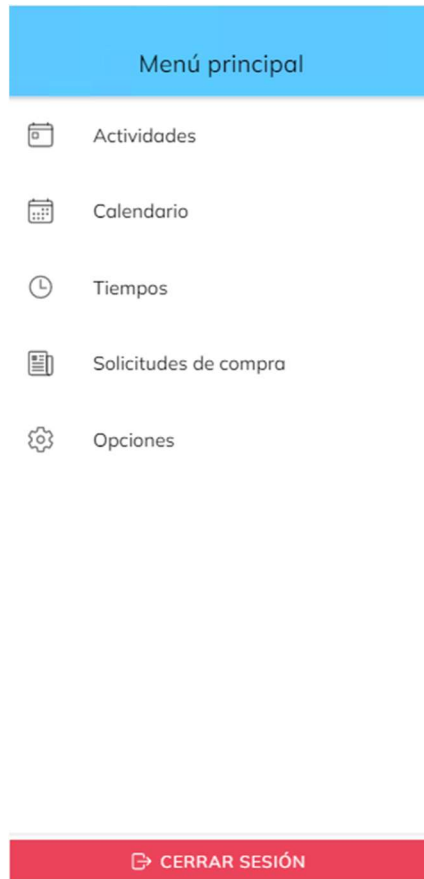 Menú principal
Actividades
Calendario
Tiempos
Solicitudes de compra
Opciones
CERRAR SESIÓN